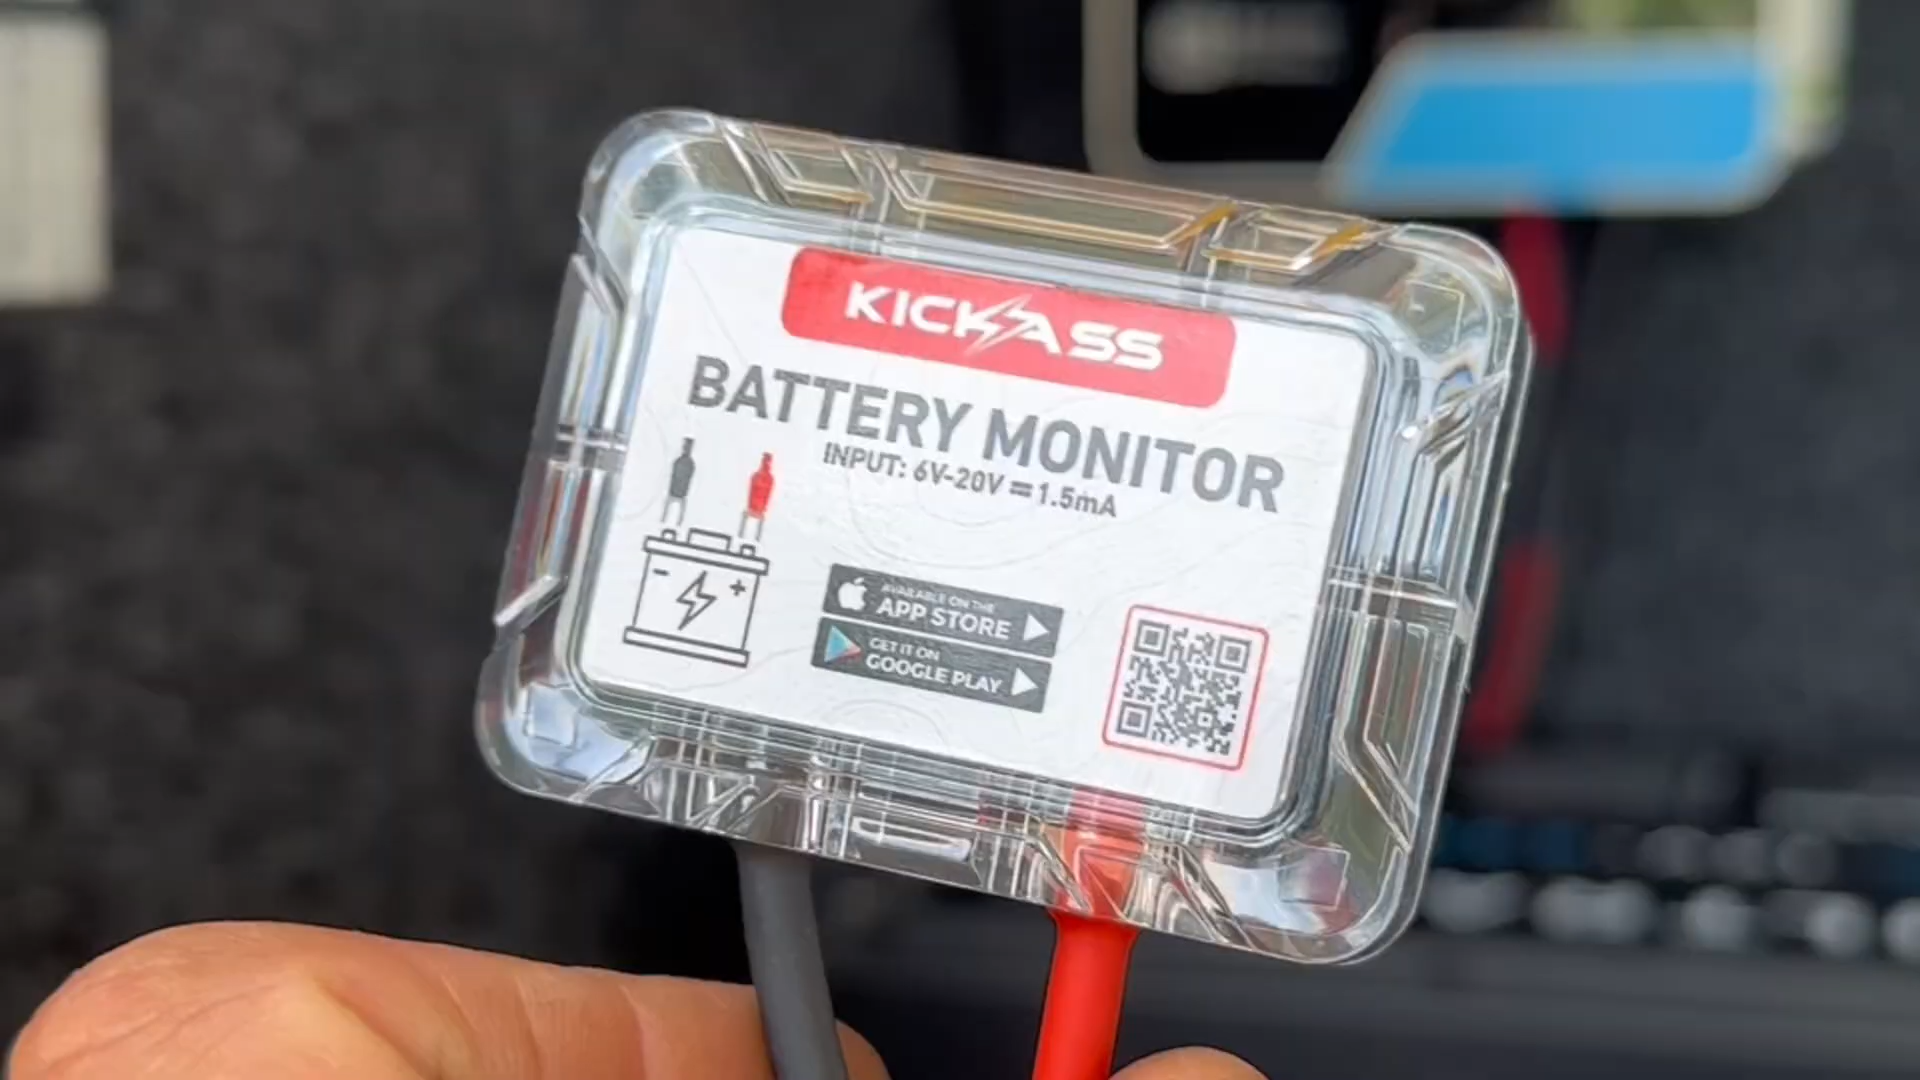 KICKASS
BATTERY MONITOR
INPUT: 6V-20V ⎓ 1.5mA
- +
AVAILABLE ON THE
APP STORE
GET IT ON
GOOGLE PLAY